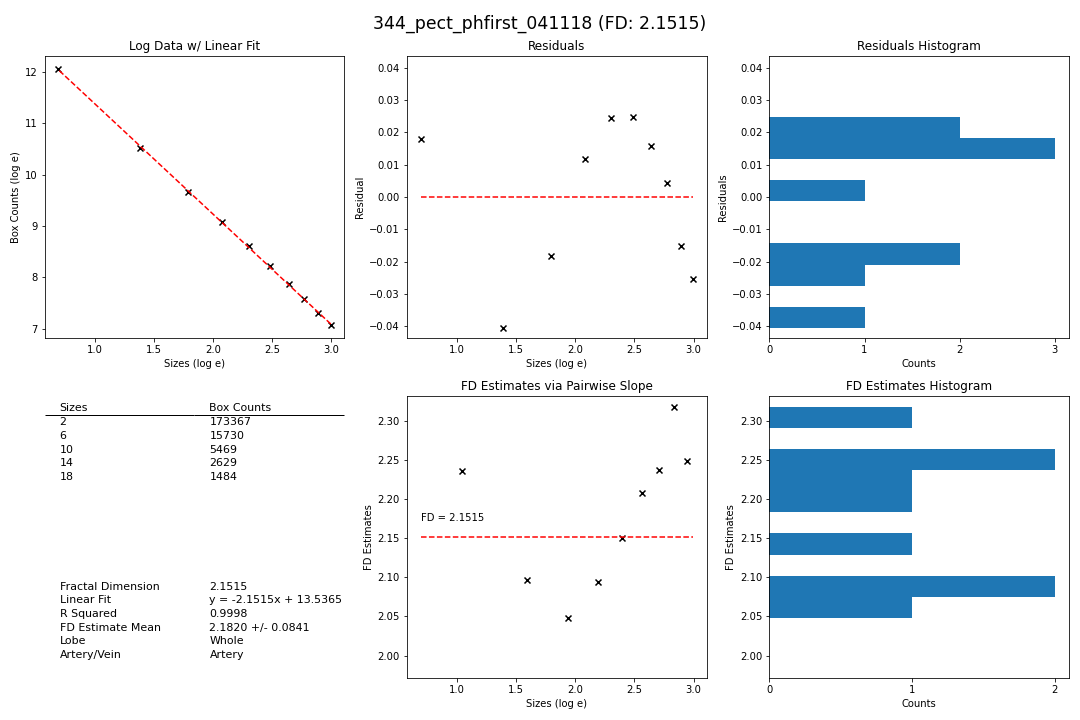 344_pect_phfirst_041118 (FD: 2.1515)
Log Data w/ Linear Fit
Box Counts (log e)
12
11
10
9
8
7
1.0 1.5 2.0 2.5 3.0
Sizes (log e)
Residuals
Residual
0.04
0.03
0.02
0.01
0.00
−0.01
−0.02
−0.03
−0.04
1.0 1.5 2.0 2.5 3.0
Sizes (log e)
Residuals Histogram
Residuals
0.04
0.03
0.02
0.01
0.00
−0.01
−0.02
−0.03
−0.04
0 1 2 3
Counts
Sizes Box Counts
2 173367
6 15730
10 5469
14 2629
18 1484
Fractal Dimension 2.1515
Linear Fit y = -2.1515x + 13.5365
R Squared 0.9998
FD Estimate Mean 2.1820 +/- 0.0841
Lobe Whole
Artery/Vein Artery
FD Estimates via Pairwise Slope
FD Estimates
2.30
2.25
2.20
2.15
2.10
2.05
2.00
FD = 2.1515
1.0 1.5 2.0 2.5 3.0
Sizes (log e)
FD Estimates Histogram
FD Estimates
2.30
2.25
2.20
2.15
2.10
2.05
2.00
0 1 2
Counts